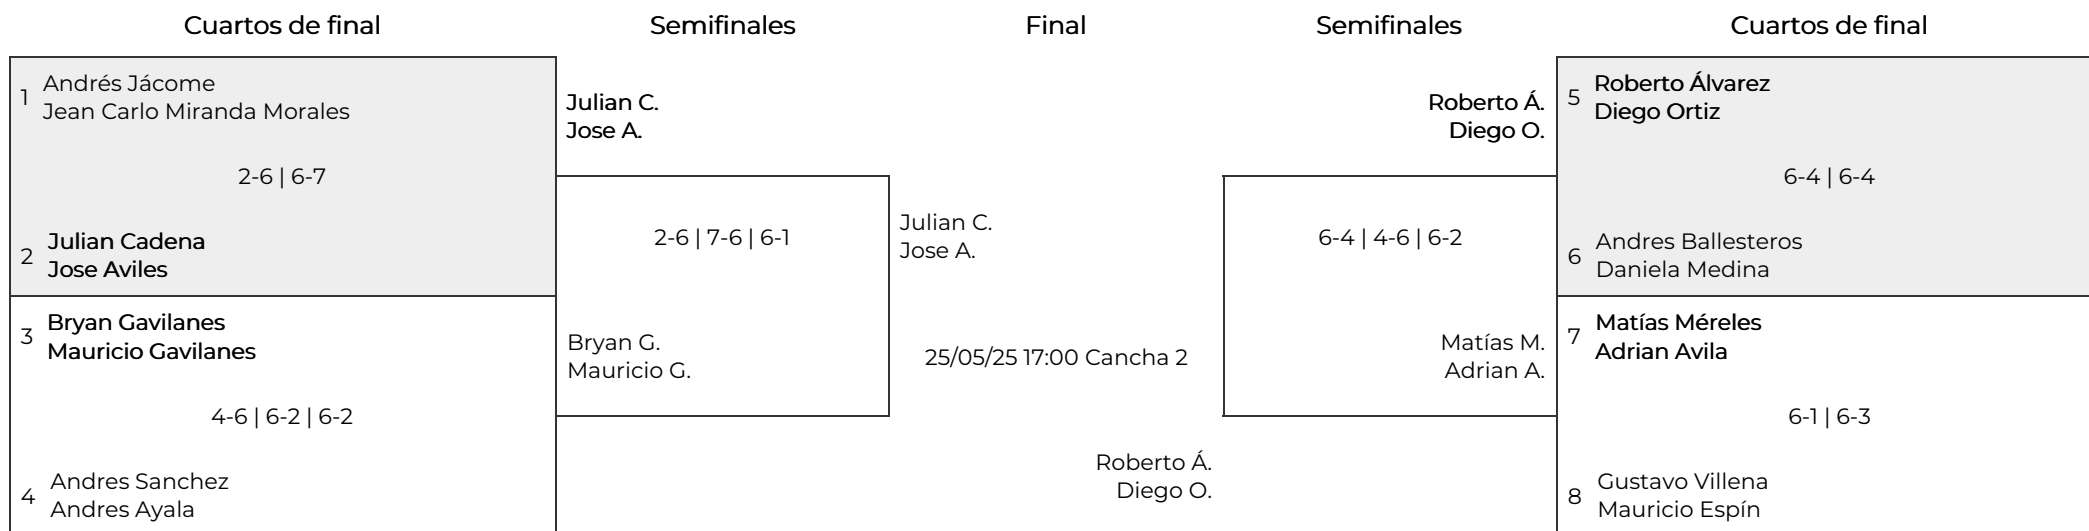 Cuartos de final
Semifinales
Final
Semifinales
Cuartos de final
1
Andrés Jácome
Jean Carlo Miranda Morales
2-6 | 6-7
2
Julian Cadena
Jose Aviles
3
Bryan Gavilanes
Mauricio Gavilanes
4-6 | 6-2 | 6-2
4
Andres Sanchez
Andres Ayala
Julian C.
Jose A.
2-6 | 7-6 | 6-1
Bryan G.
Mauricio G.
Julian C.
Jose A.
25/05/25 17:00 Cancha 2
Roberto Á.
Diego O.
Roberto Á.
Diego O.
6-4 | 4-6 | 6-2
Matías M.
Adrian A.
5
Roberto Álvarez
Diego Ortiz
6-4 | 6-4
6
Andres Ballesteros
Daniela Medina
7
Matías Méreles
Adrian Avila
6-1 | 6-3
8
Gustavo Villena
Mauricio Espín